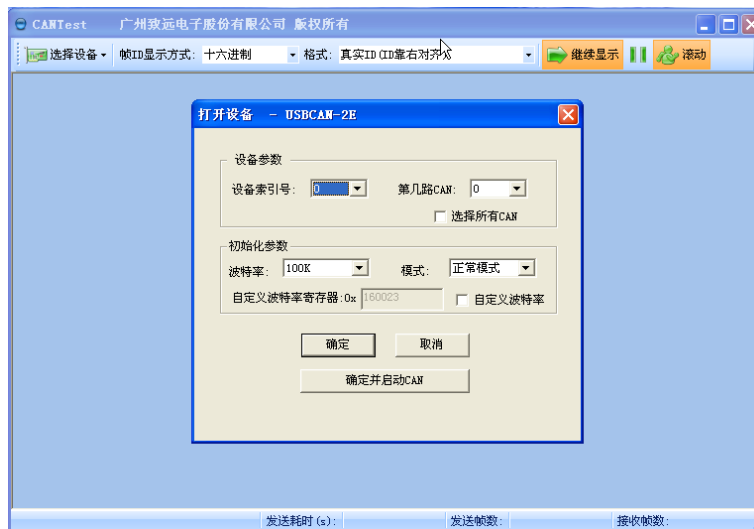 CANTest 广州致远电子股份有限公司 版权所有
选择设备 帧ID显示方式: 十六进制 格式: 真实ID(ID靠右对齐) 继续显示 滚动
打开设备 - USBCAN-2E
设备参数
设备索引号: 0 第几路CAN: 0
选择所有CAN
初始化参数
波特率: 100K 模式: 正常模式
自定义波特率寄存器:0x 160023 自定义波特率
确定 取消
确定并启动CAN
发送耗时(s): 发送帧数: 接收帧数: